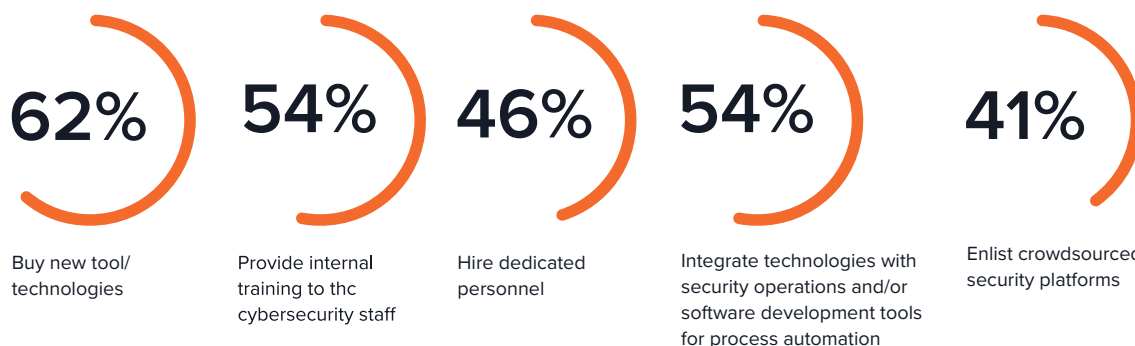 62%
Buy new tool/
technologies
54%
Provide internal
training to thc
cybersecurity staff
46%
Hire dedicated
personnel
54%
Integrate technologies with
security operations and/or
software development tools
for process automation
41%
Enlist crowdsourced
security platforms